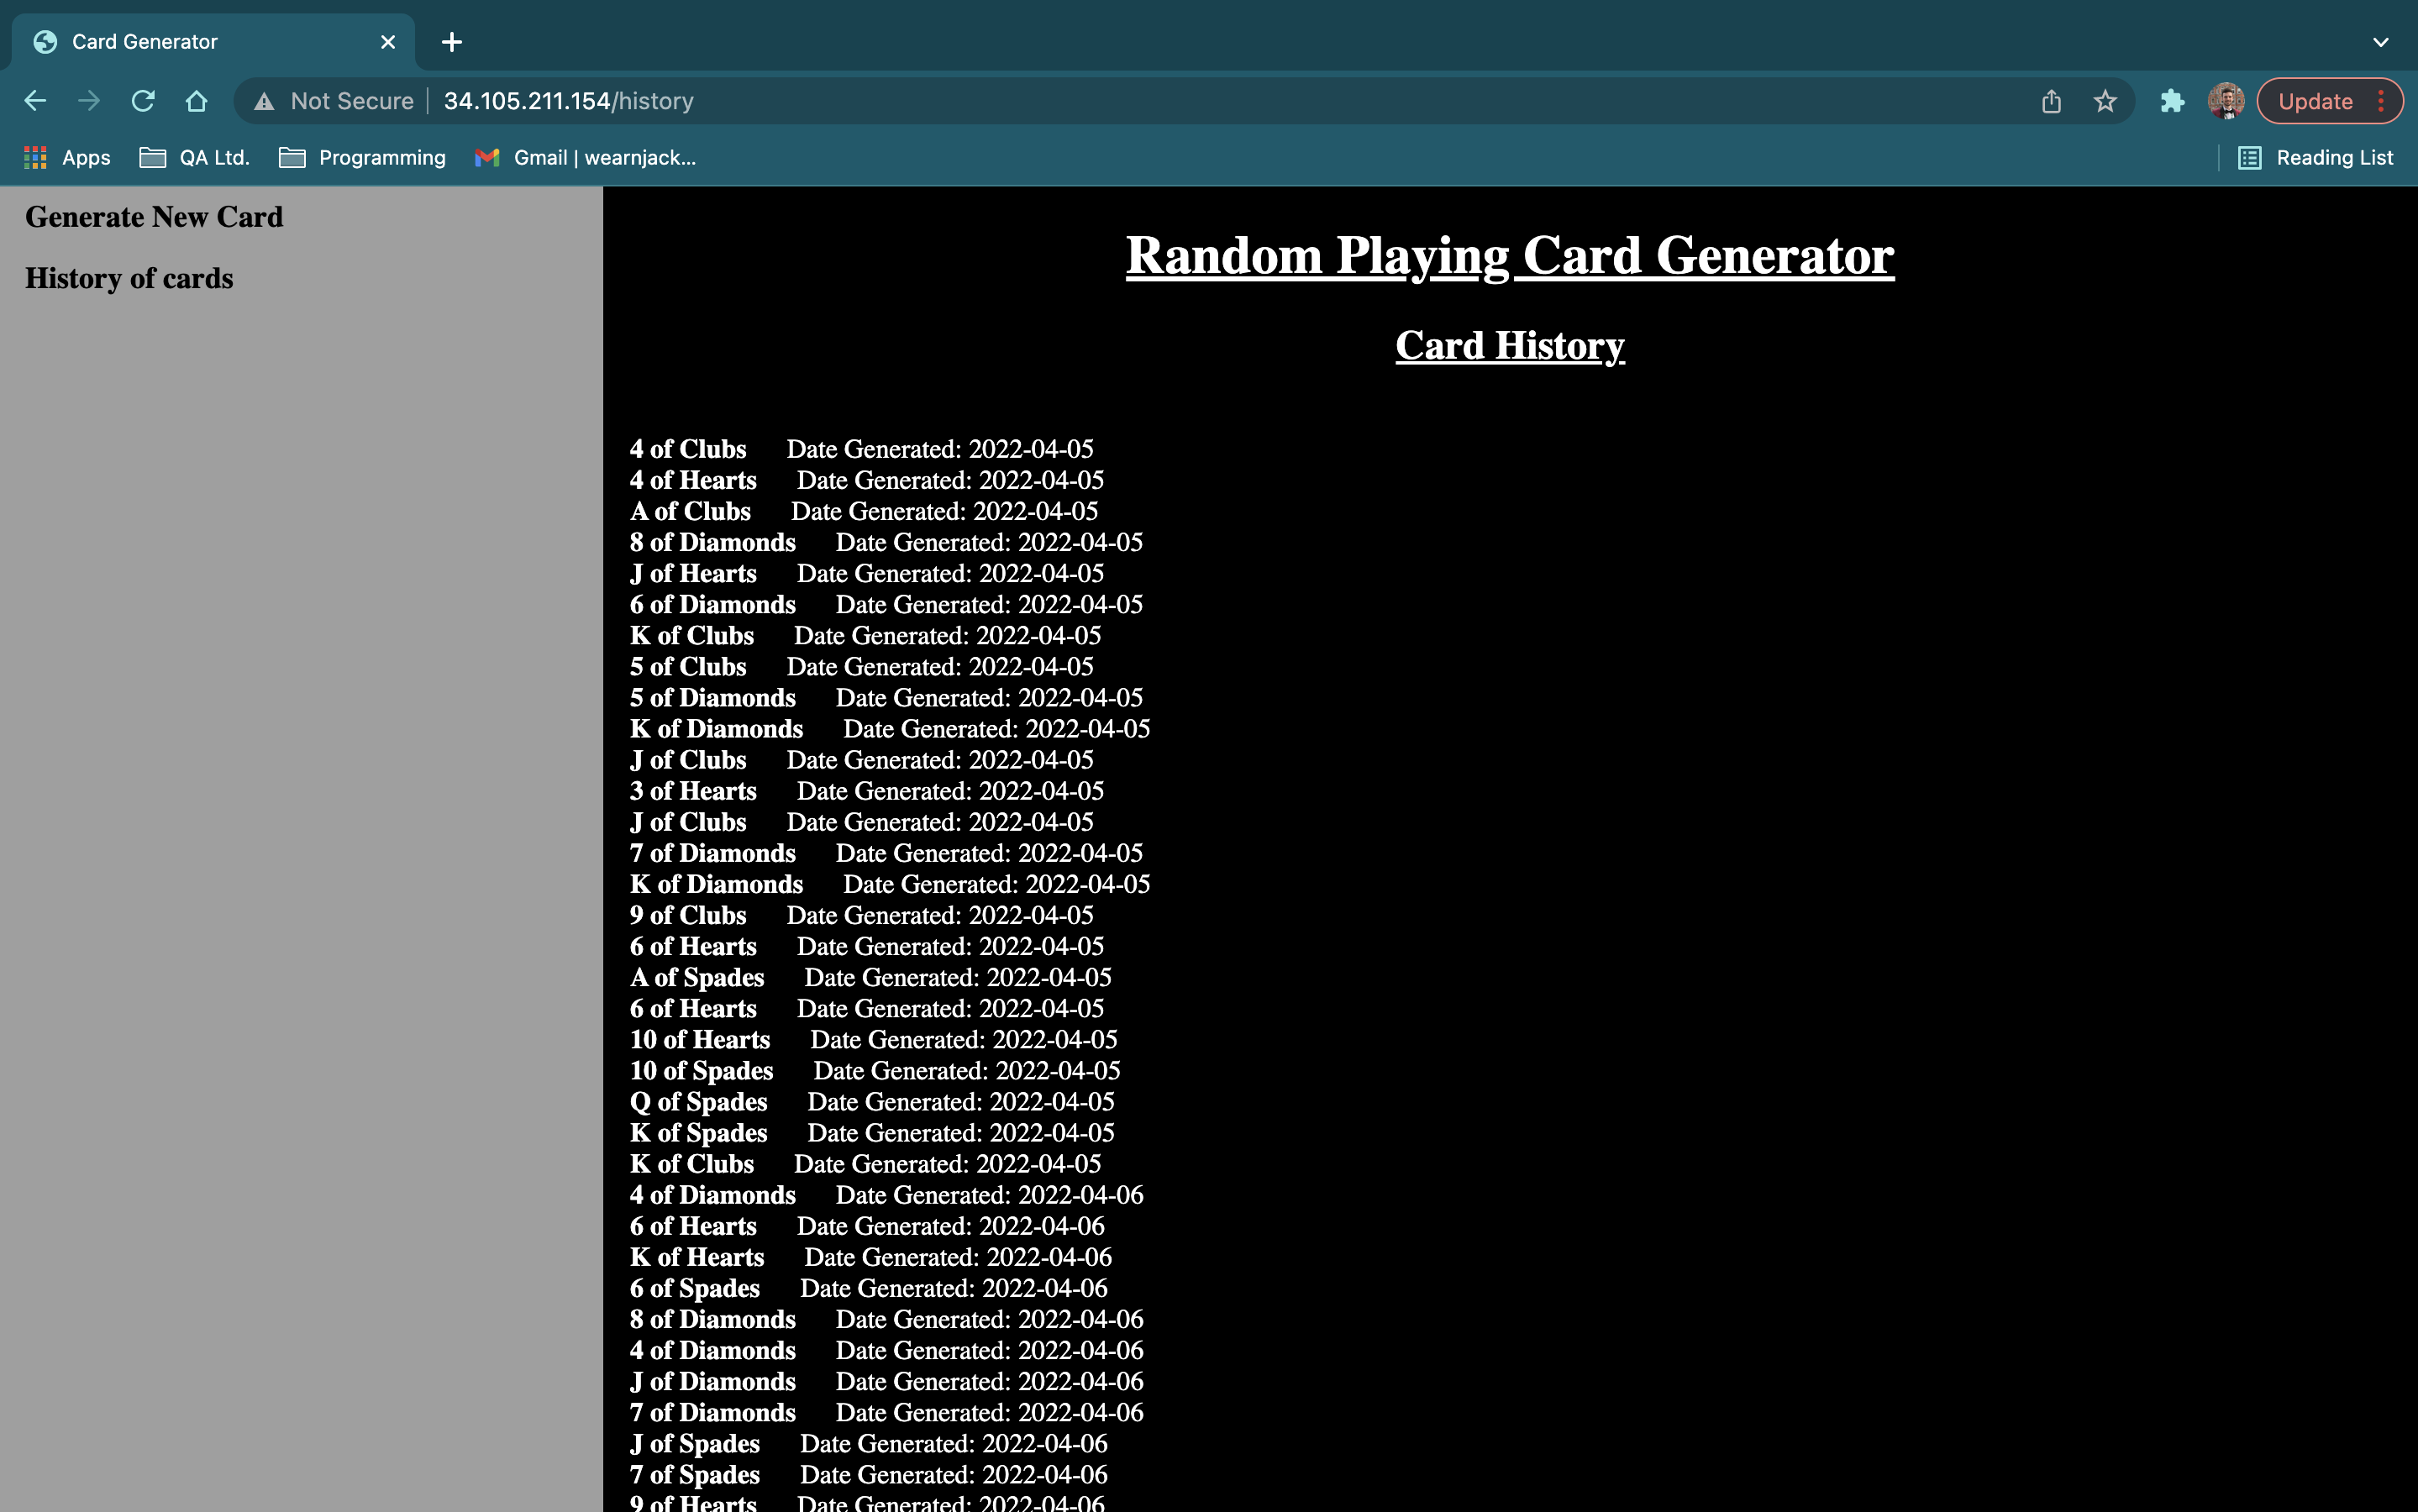 Card Generator
Not Secure 34.105.211.154/history
Update
Apps QA Ltd. Programming Gmail | wearnjack... Reading List
Generate New Card
History of cards
Random Playing Card Generator
Card History
4 of Clubs Date Generated: 2022-04-05
4 of Hearts Date Generated: 2022-04-05
A of Clubs Date Generated: 2022-04-05
8 of Diamonds Date Generated: 2022-04-05
J of Hearts Date Generated: 2022-04-05
6 of Diamonds Date Generated: 2022-04-05
K of Clubs Date Generated: 2022-04-05
5 of Clubs Date Generated: 2022-04-05
5 of Diamonds Date Generated: 2022-04-05
K of Diamonds Date Generated: 2022-04-05
J of Clubs Date Generated: 2022-04-05
3 of Hearts Date Generated: 2022-04-05
J of Clubs Date Generated: 2022-04-05
7 of Diamonds Date Generated: 2022-04-05
K of Diamonds Date Generated: 2022-04-05
9 of Clubs Date Generated: 2022-04-05
6 of Hearts Date Generated: 2022-04-05
A of Spades Date Generated: 2022-04-05
6 of Hearts Date Generated: 2022-04-05
10 of Hearts Date Generated: 2022-04-05
10 of Spades Date Generated: 2022-04-05
Q of Spades Date Generated: 2022-04-05
K of Spades Date Generated: 2022-04-05
K of Clubs Date Generated: 2022-04-05
4 of Diamonds Date Generated: 2022-04-06
6 of Hearts Date Generated: 2022-04-06
K of Hearts Date Generated: 2022-04-06
6 of Spades Date Generated: 2022-04-06
8 of Diamonds Date Generated: 2022-04-06
4 of Diamonds Date Generated: 2022-04-06
J of Diamonds Date Generated: 2022-04-06
7 of Diamonds Date Generated: 2022-04-06
J of Spades Date Generated: 2022-04-06
7 of Spades Date Generated: 2022-04-06
9 of Hearts Date Generated: 2022-04-06